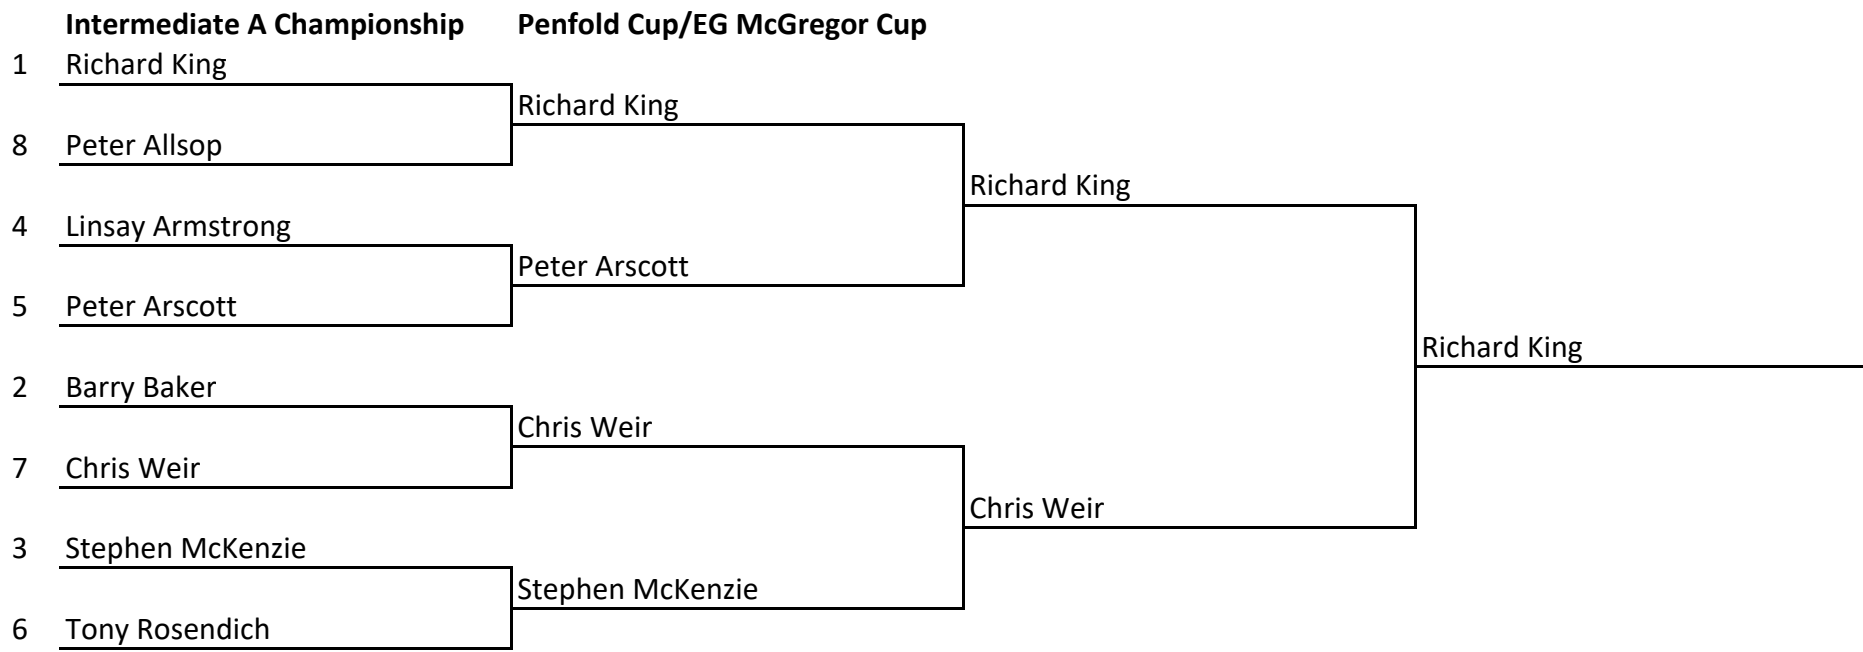 Intermediate A Championship Penfold Cup/EG McGregor Cup
1 Richard King
Richard King
8 Peter Allsop
Richard King
4 Linsay Armstrong
Peter Arscott
5 Peter Arscott
Richard King
2 Barry Baker
Chris Weir
7 Chris Weir
Chris Weir
3 Stephen McKenzie
Stephen McKenzie
6 Tony Rosendich